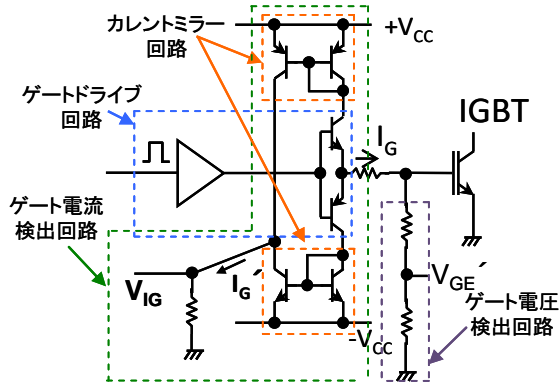 カレントミラー
回路
+VCC
ゲートドライブ
回路
IGBT
IG
ゲート電流
検出回路
VIG
IG´
VGE´
-VCC
ゲート電圧
検出回路